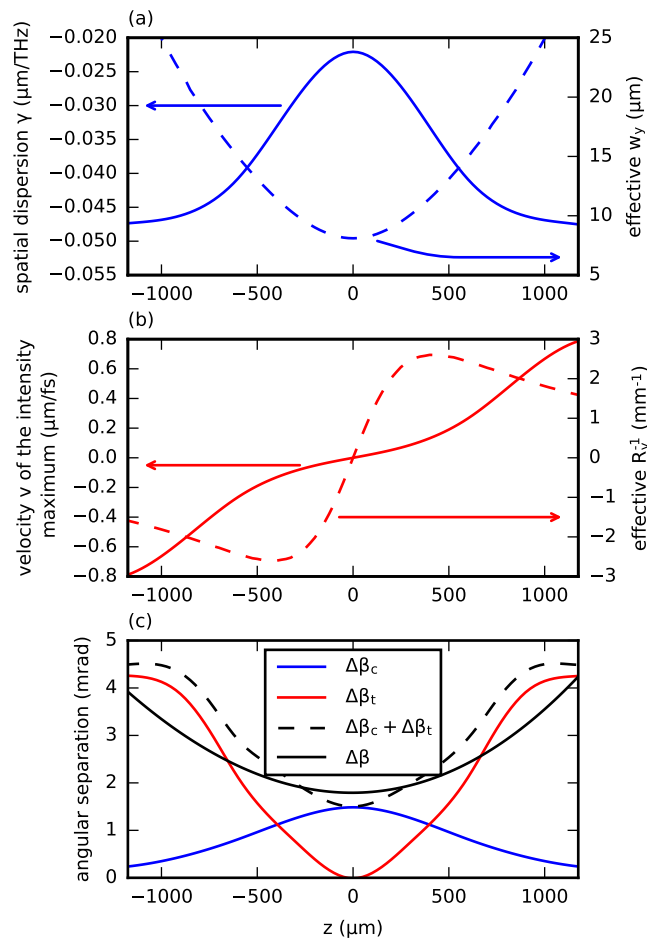 (a)
−0.020
−0.025
−0.030
−0.035
−0.040
−0.045
−0.050
−0.055
spatial dispersion γ (μm/THz)
25
20
15
10
5
effective w_y (μm)
−1000 −500 0 500 1000
(b)
0.8
0.6
0.4
0.2
0.0
−0.2
−0.4
−0.6
−0.8
velocity v of the intensity
maximum (μm/fs)
3
2
1
0
−1
−2
−3
effective R_y^-1 (mm^-1)
−1000 −500 0 500 1000
(c)
5
4
3
2
1
0
angular separation (mrad)
Δβ_c
Δβ_t
Δβ_c + Δβ_t
Δβ
−1000 −500 0 500 1000
z (μm)